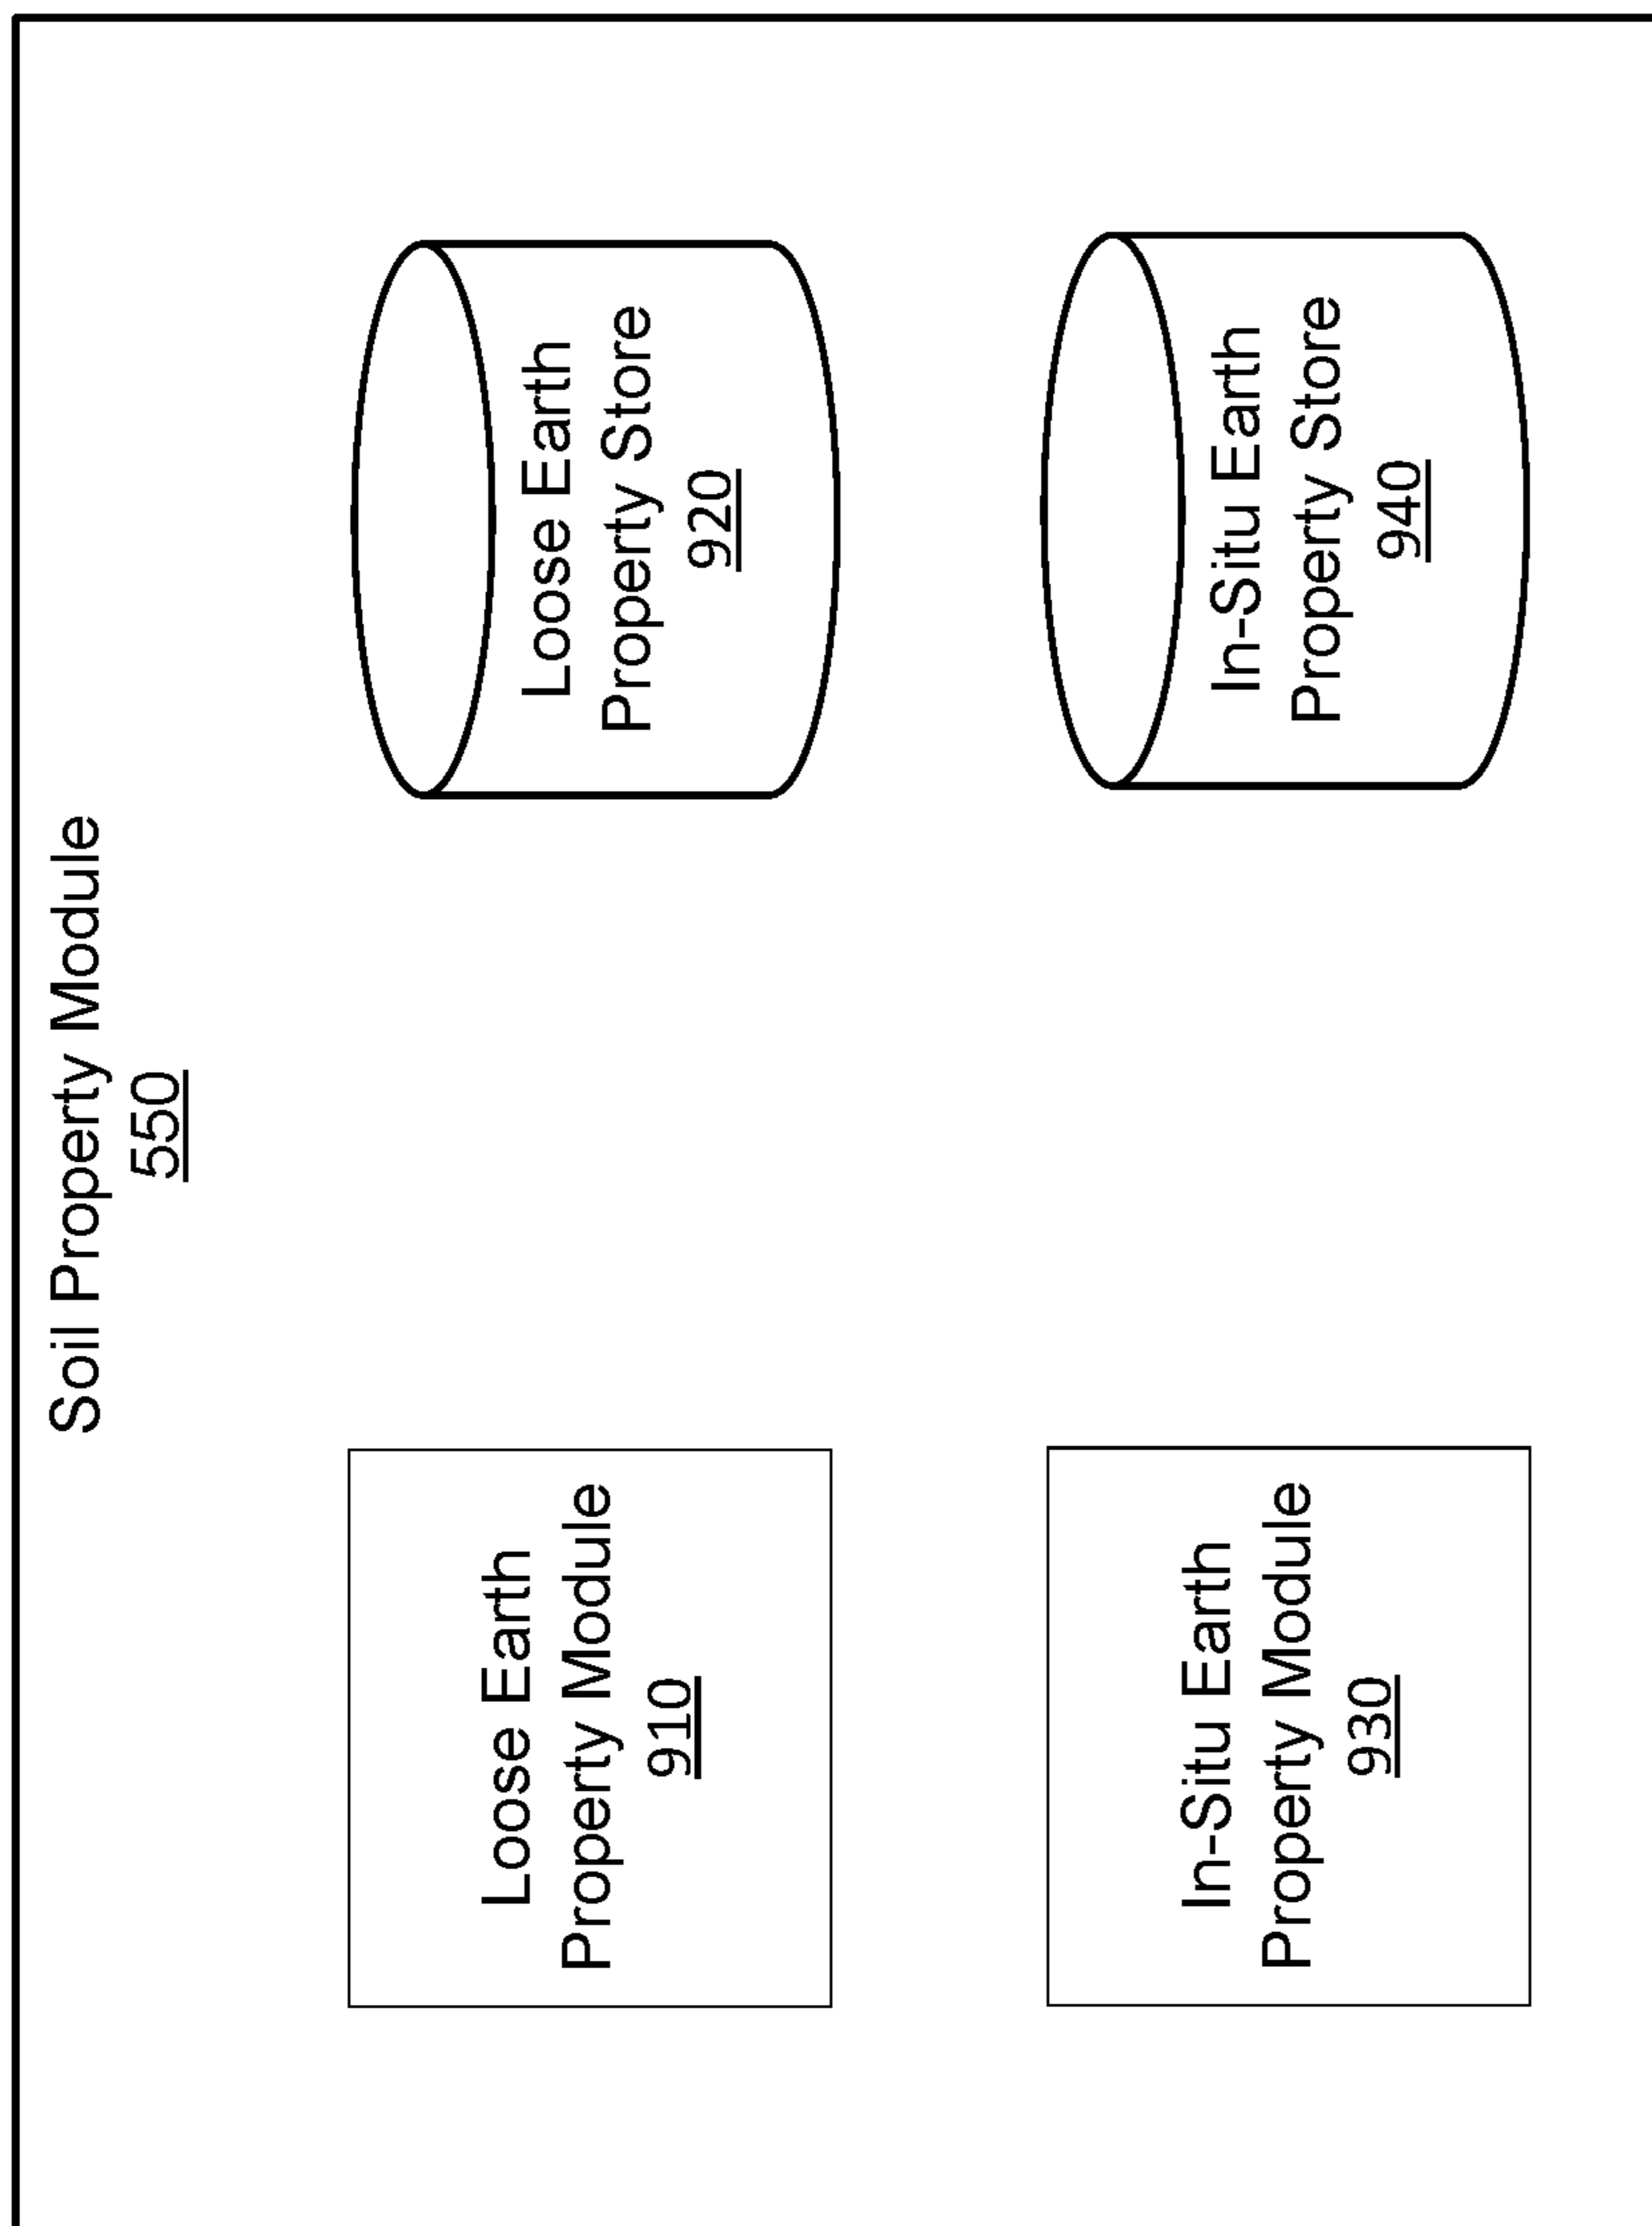 Soil Property Module
550
Loose Earth
Property Module
910
Loose Earth
Property Store
920
In-Situ Earth
Property Module
930
In-Situ Earth
Property Store
940